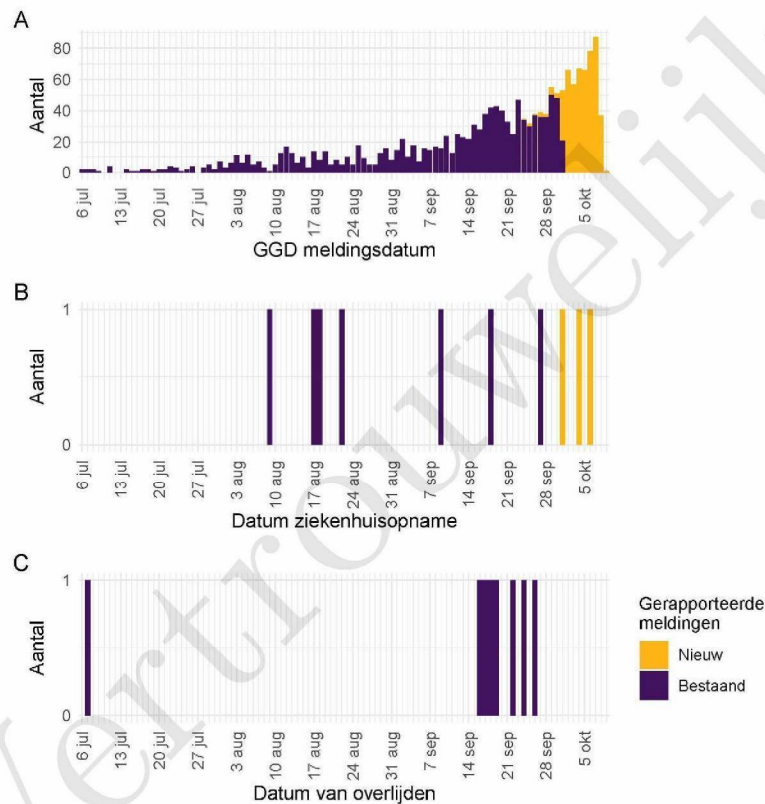 A
Aantal
80
60
40
20
0
6 jul
13 jul
20 jul
27 jul
3 aug
10 aug
17 aug
24 aug
31 aug
7 sep
14 sep
21 sep
28 sep
5 okt
GGD meldingsdatum
B
Aantal
1
0
6 jul
13 jul
20 jul
27 jul
3 aug
10 aug
17 aug
24 aug
31 aug
7 sep
14 sep
21 sep
28 sep
5 okt
Datum ziekenhuisopname
C
Aantal
1
0
6 jul
13 jul
20 jul
27 jul
3 aug
10 aug
17 aug
24 aug
31 aug
7 sep
14 sep
21 sep
28 sep
5 okt
Datum van overlijden
Gerapporteerde
meldingen
Nieuw
Bestaand
Vertrouwelijk